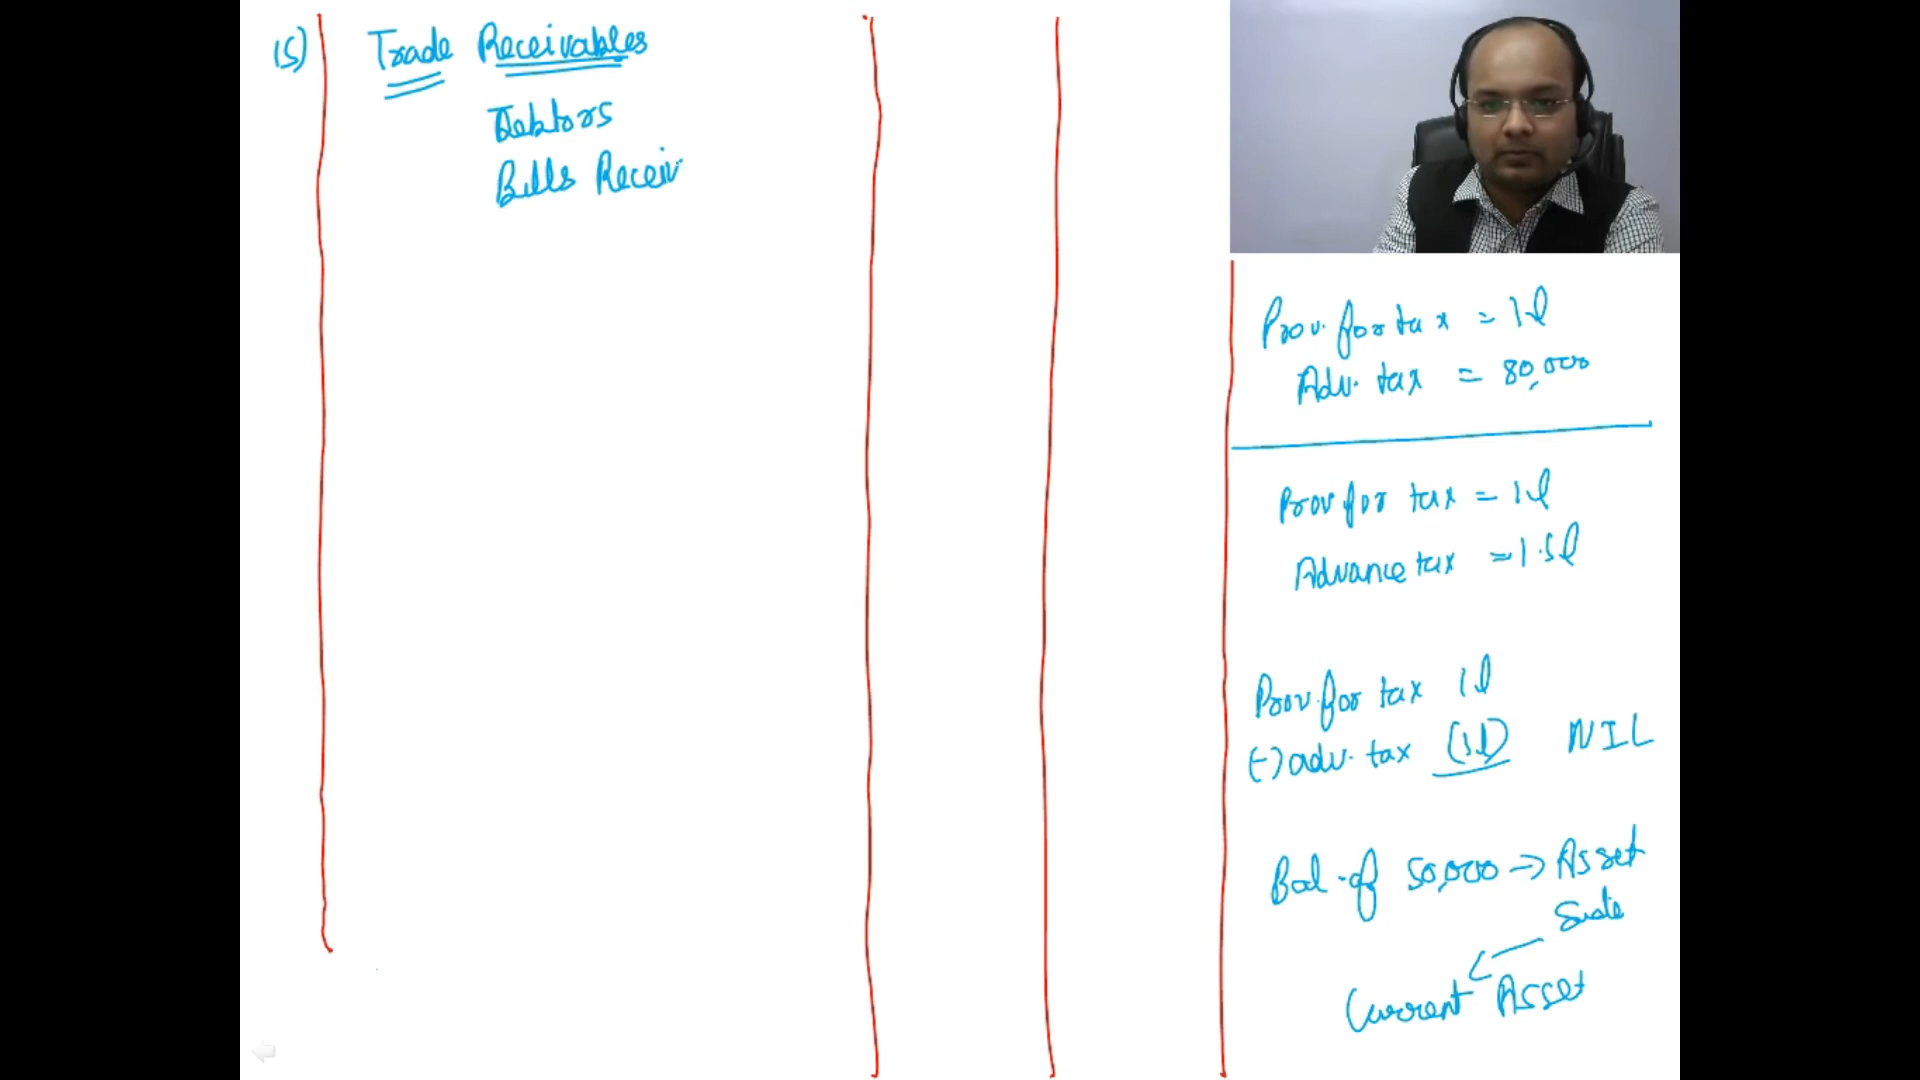 15) Trade Receivables
Debtors
Bills Receiv
Prov. for tax = 1l
Adv. tax = 80,000
Prov for tax = 1l
Advance tax = 1.5l
Prov. for tax 1l
(-) adv. tax (1l) NIL
Bal. of 50,000 → Asset
Side
Current Asset